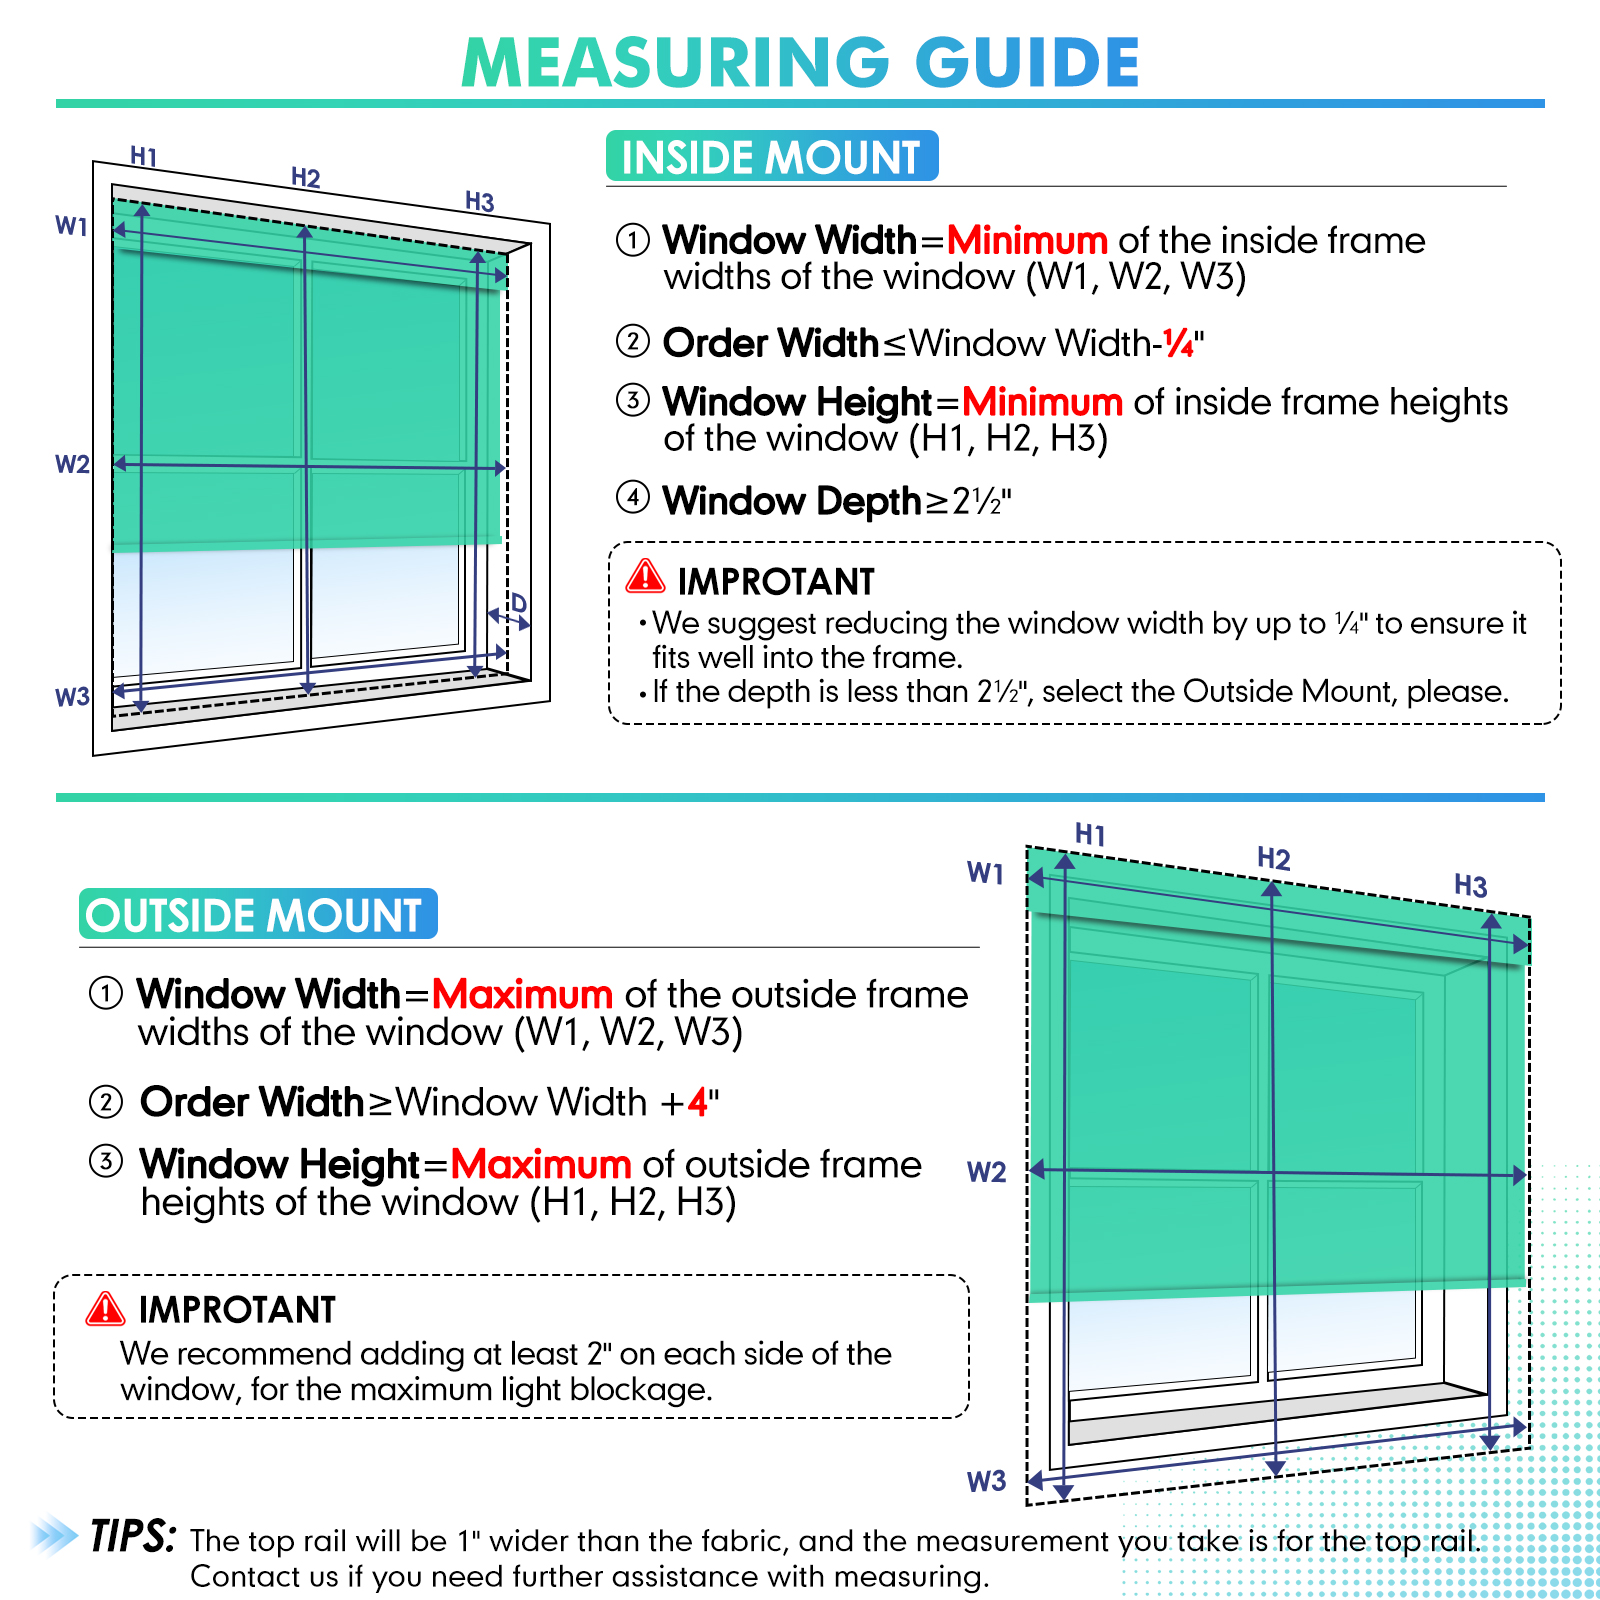 MEASURING GUIDE
H1
H2
H3
W1
W2
W3
D
INSIDE MOUNT
① Window Width=Minimum of the inside frame
widths of the window (W1, W2, W3)
② Order Width≤Window Width-¼"
③ Window Height=Minimum of inside frame heights
of the window (H1, H2, H3)
④ Window Depth≥2½"
IMPROTANT
•We suggest reducing the window width by up to ¼" to ensure it
fits well into the frame.
•If the depth is less than 2½", select the Outside Mount, please.
OUTSIDE MOUNT
① Window Width=Maximum of the outside frame
widths of the window (W1, W2, W3)
② Order Width≥Window Width +4"
③ Window Height=Maximum of outside frame
heights of the window (H1, H2, H3)
IMPROTANT
We recommend adding at least 2" on each side of the
window, for the maximum light blockage.
H1
H2
H3
W1
W2
W3
TIPS: The top rail will be 1" wider than the fabric, and the measurement you take is for the top rail.
Contact us if you need further assistance with measuring.